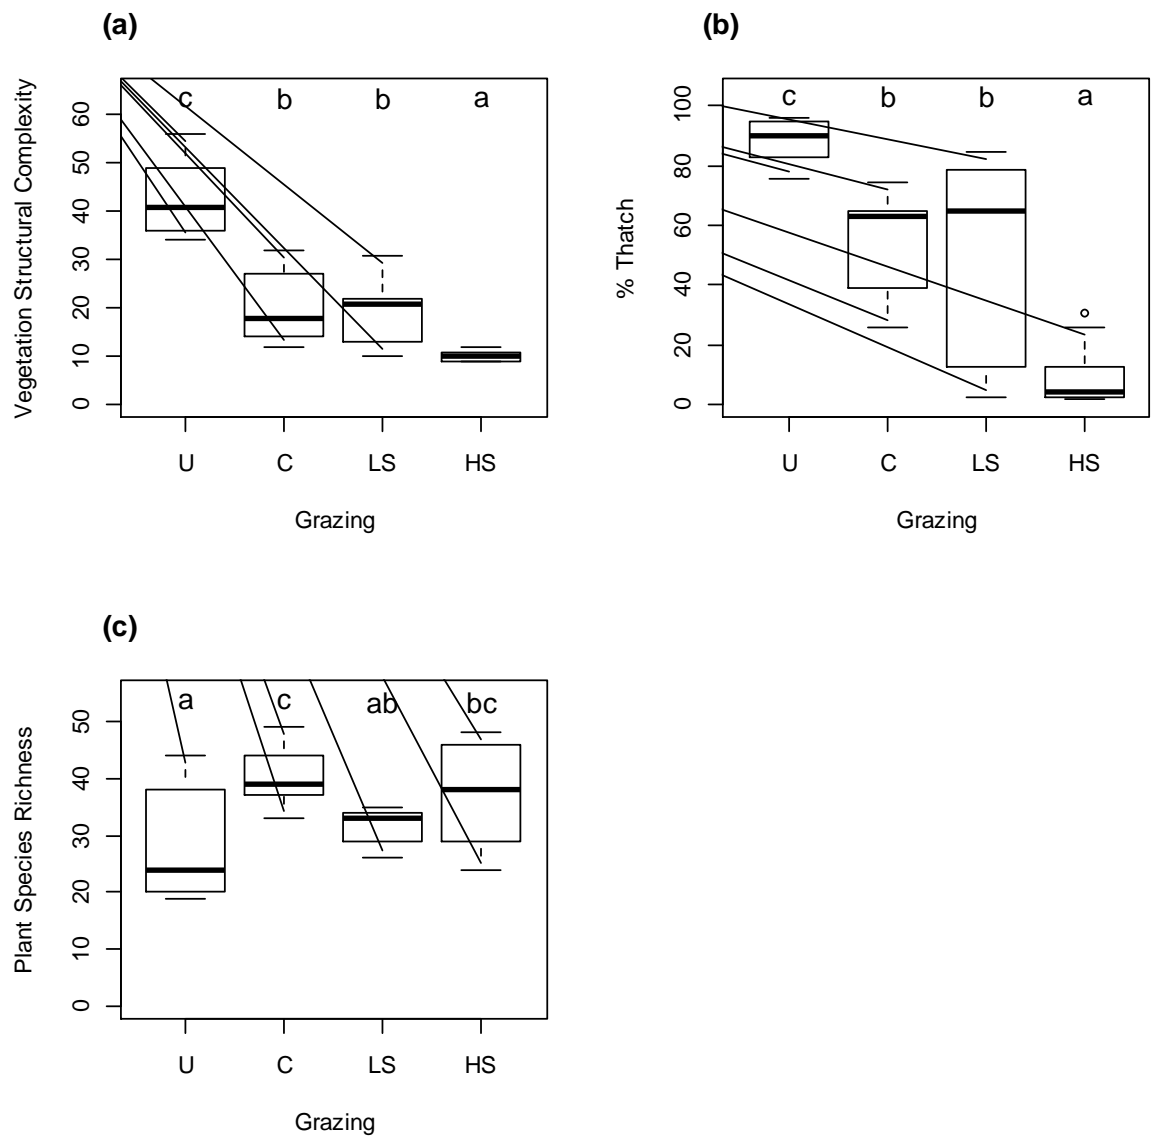 (a)
Vegetation Structural Complexity
60
50
40
30
20
10
0
c b b a
U C LS HS
Grazing
(b)
% Thatch
100
80
60
40
20
0
c b b a
U C LS HS
Grazing
(c)
Plant Species Richness
50
40
30
20
10
0
a c ab bc
U C LS HS
Grazing